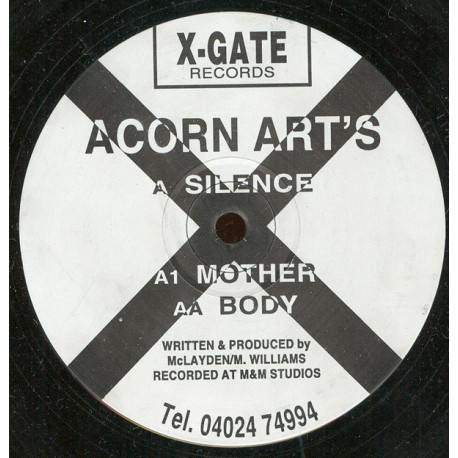 X-GATE
RECORDS
ACORN ART'S
A SILENCE
A1 MOTHER
AA BODY
WRITTEN & PRODUCED by
McLAYDEN/M. WILLIAMS
RECORDED AT M&M STUDIOS
Tel. 04024 74994